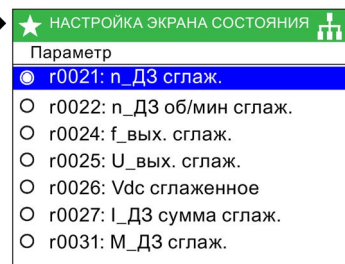 НАСТРОЙКА ЭКРАНА СОСТОЯНИЯ
Параметр
r0021: n_ДЗ сглаж.
r0022: n_ДЗ об/мин сглаж.
r0024: f_вых. сглаж.
r0025: U_вых. сглаж.
r0026: Vdc сглаженное
r0027: I_ДЗ сумма сглаж.
r0031: M_ДЗ сглаж.